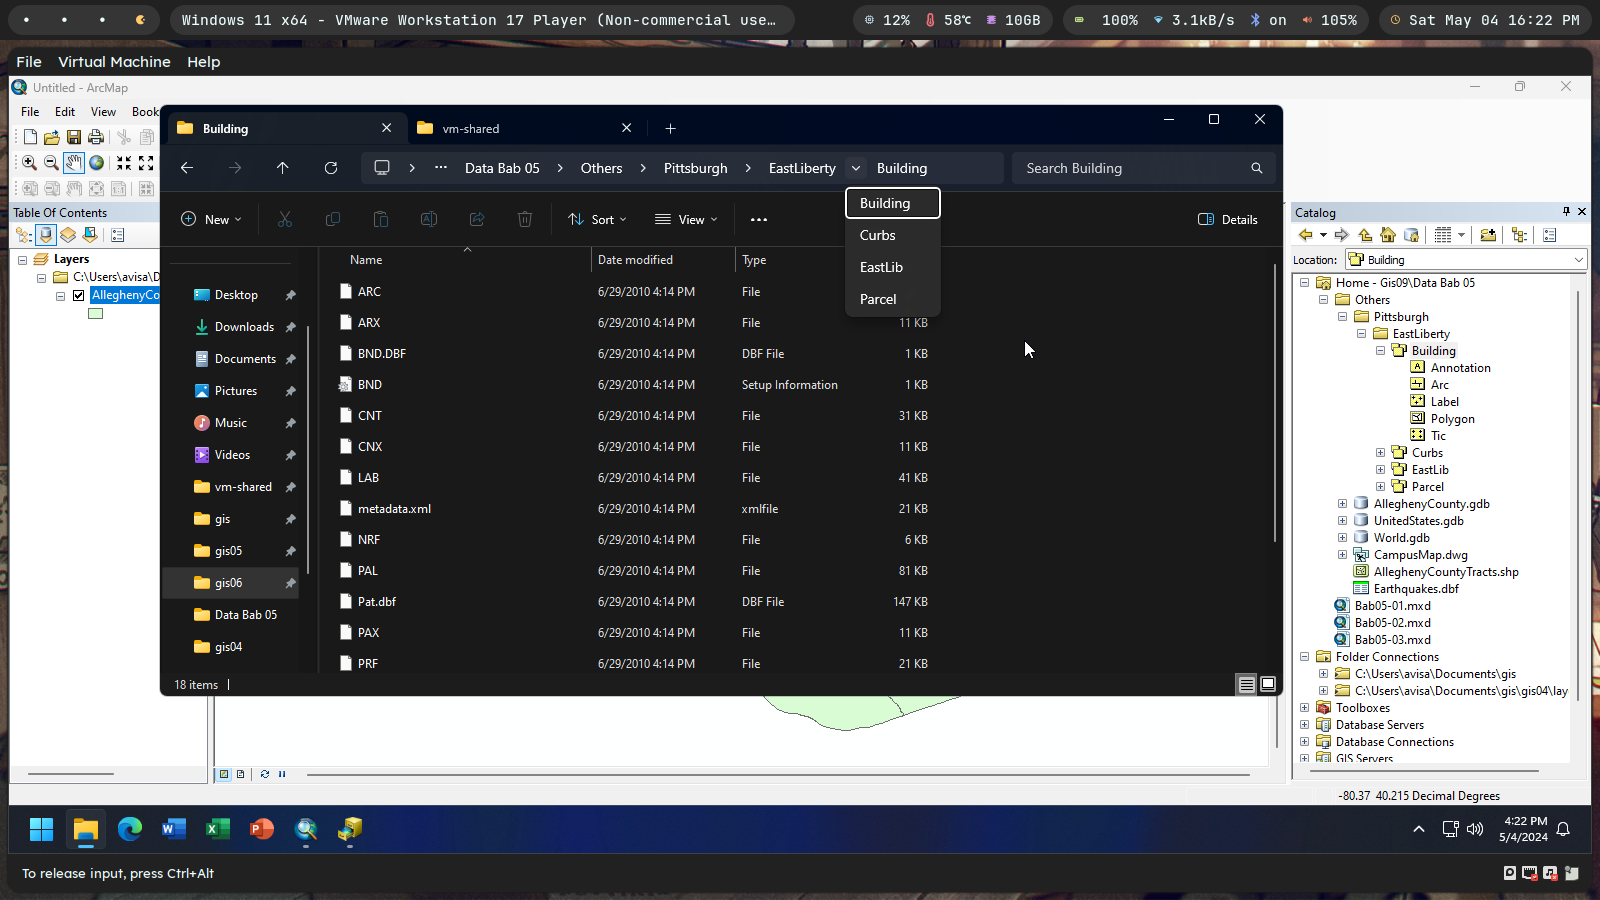 Windows 11 x64 - VMware Workstation 17 Player (Non-commercial use…
12% 58℃ 10GB
100% 3.1kB/s on 105%
Sat May 04 16:22 PM
File Virtual Machine Help
Untitled - ArcMap
File Edit View Book
Table Of Contents
Layers
C:\Users\avisa\D
AlleghenyCo
Building
vm-shared
Data Bab 05 > Others > Pittsburgh > EastLiberty Building
Search Building
New Sort View ••• Details
Building
Curbs
EastLib
Parcel
Name Date modified Type
ARC 6/29/2010 4:14 PM File
ARX 6/29/2010 4:14 PM File 11 KB
BND.DBF 6/29/2010 4:14 PM DBF File 1 KB
BND 6/29/2010 4:14 PM Setup Information 1 KB
CNT 6/29/2010 4:14 PM File 31 KB
CNX 6/29/2010 4:14 PM File 11 KB
LAB 6/29/2010 4:14 PM File 41 KB
metadata.xml 6/29/2010 4:14 PM xmlfile 21 KB
NRF 6/29/2010 4:14 PM File 6 KB
PAL 6/29/2010 4:14 PM File 81 KB
Pat.dbf 6/29/2010 4:14 PM DBF File 147 KB
PAX 6/29/2010 4:14 PM File 11 KB
PRF 6/29/2010 4:14 PM File 21 KB
Desktop
Downloads
Documents
Pictures
Music
Videos
vm-shared
gis
gis05
gis06
Data Bab 05
gis04
18 items
Catalog
Location: Building
Home - Gis09\Data Bab 05
Others
Pittsburgh
EastLiberty
Building
Annotation
Arc
Label
Polygon
Tic
Curbs
EastLib
Parcel
AlleghenyCounty.gdb
UnitedStates.gdb
World.gdb
CampusMap.dwg
AlleghenyCountyTracts.shp
Earthquakes.dbf
Bab05-01.mxd
Bab05-02.mxd
Bab05-03.mxd
Folder Connections
C:\Users\avisa\Documents\gis
C:\Users\avisa\Documents\gis\gis04\lay
Toolboxes
Database Servers
Database Connections
GIS Servers
-80.37 40.215 Decimal Degrees
4:22 PM
5/4/2024
To release input, press Ctrl+Alt